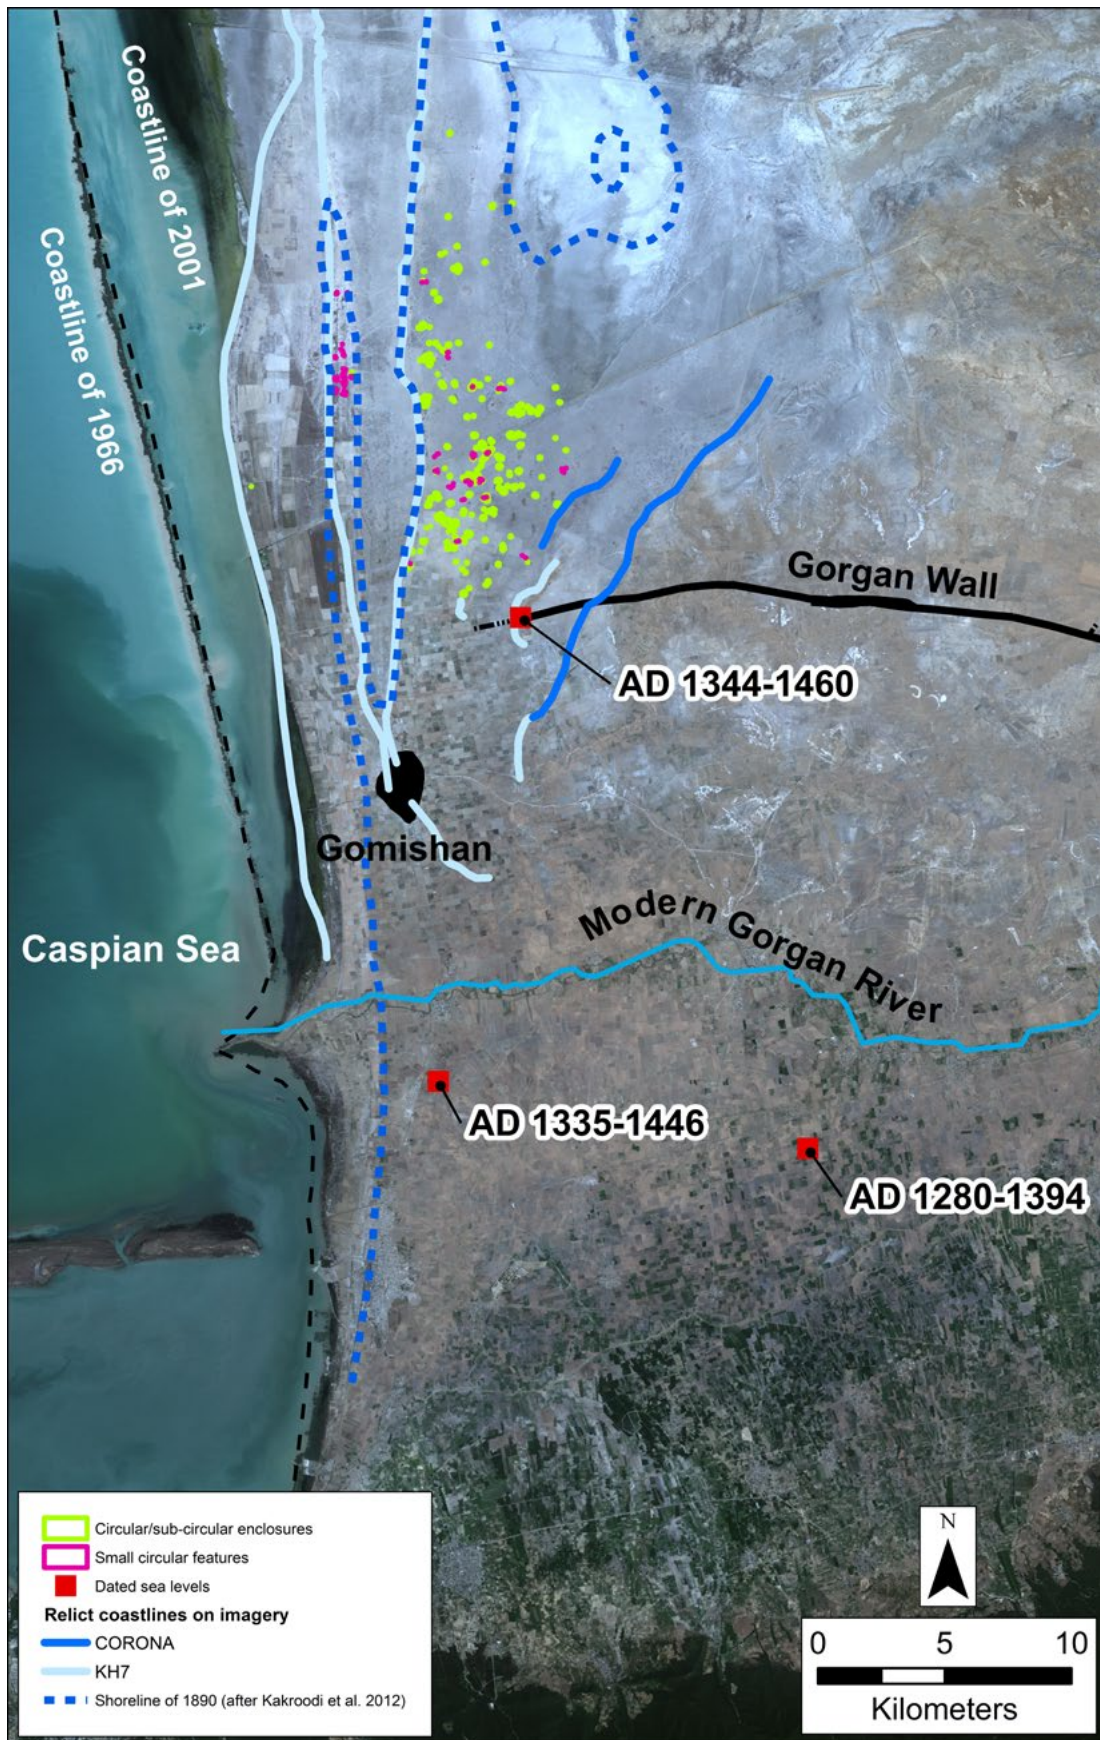 Coastline of 2001
Coastline of 1966
Gorgan Wall
AD 1344-1460
Gomishan
Modern Gorgan River
Caspian Sea
AD 1335-1446
AD 1280-1394
Circular/sub-circular enclosures
Small circular features
Dated sea levels
Relict coastlines on imagery
CORONA
KH7
Shoreline of 1890 (after Kakroodi et al. 2012)
N
0 5 10
Kilometers